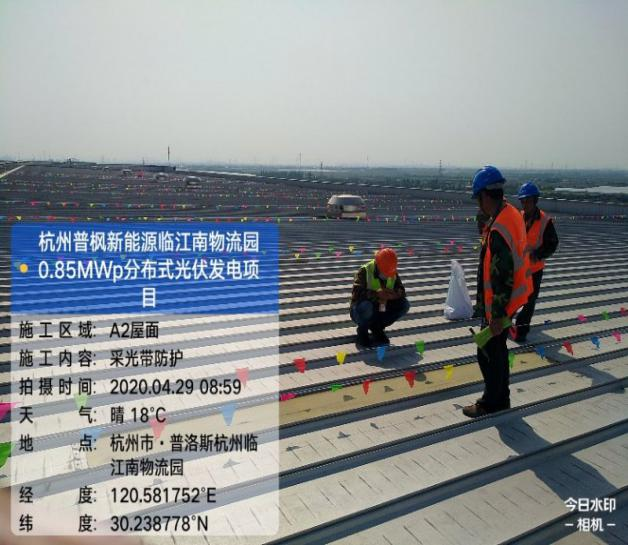 杭州普枫新能源临江南物流园
0.85MWp分布式光伏发电项
目
施工区域: A2屋面
施工内容: 采光带防护
拍摄时间: 2020.04.29 08:59
天气: 晴 18°C
地点: 杭州市·普洛斯杭州临
江南物流园
经度: 120.581752°E
纬度: 30.238778°N
今日水印
-相机-